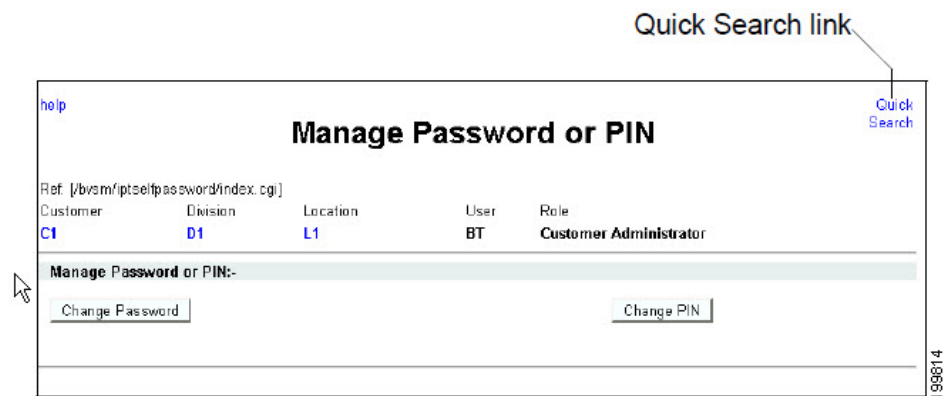 Quick Search link
help
Quick
Search
Manage Password or PIN
Ref. [/bvsm/iptselfpassword/index.cgi]
Customer Division Location User Role
C1 D1 L1 BT Customer Administrator
Manage Password or PIN:-
Change Password Change PIN
199814